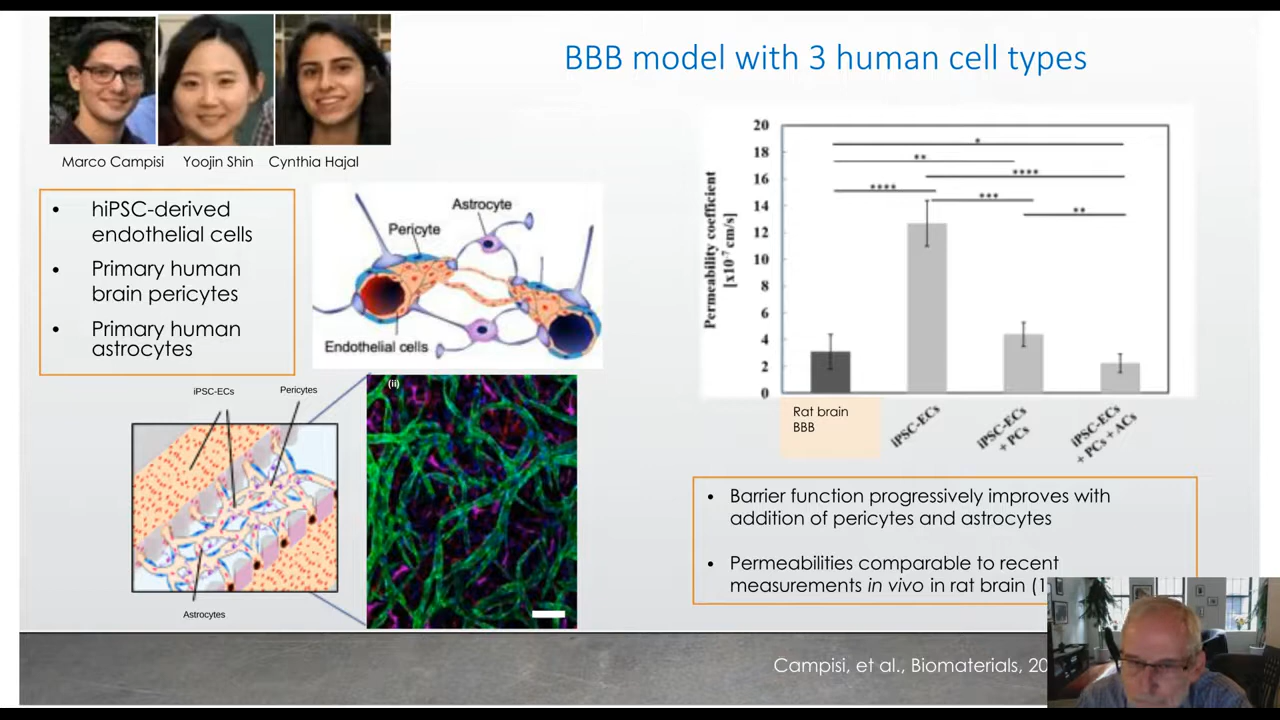 BBB model with 3 human cell types
Marco Campisi Yoojin Shin Cynthia Hajal
• hiPSC-derived
endothelial cells
• Primary human
brain pericytes
• Primary human
astrocytes
Astrocyte
Pericyte
Endothelial cells
iPSC-ECs
Pericytes
Astrocytes
(ii)
Permeability coefficient
[x10⁻⁷ cm/s]
20
18
16
14
12
10
8
6
4
2
0
*
**
****
****
***
**
Rat brain
BBB
iPSC-ECs
iPSC-ECs
+ PCs
iPSC-ECs
+ PCs + ACs
• Barrier function progressively improves with
addition of pericytes and astrocytes
• Permeabilities comparable to recent
measurements in vivo in rat brain (1
Campisi, et al., Biomaterials, 20